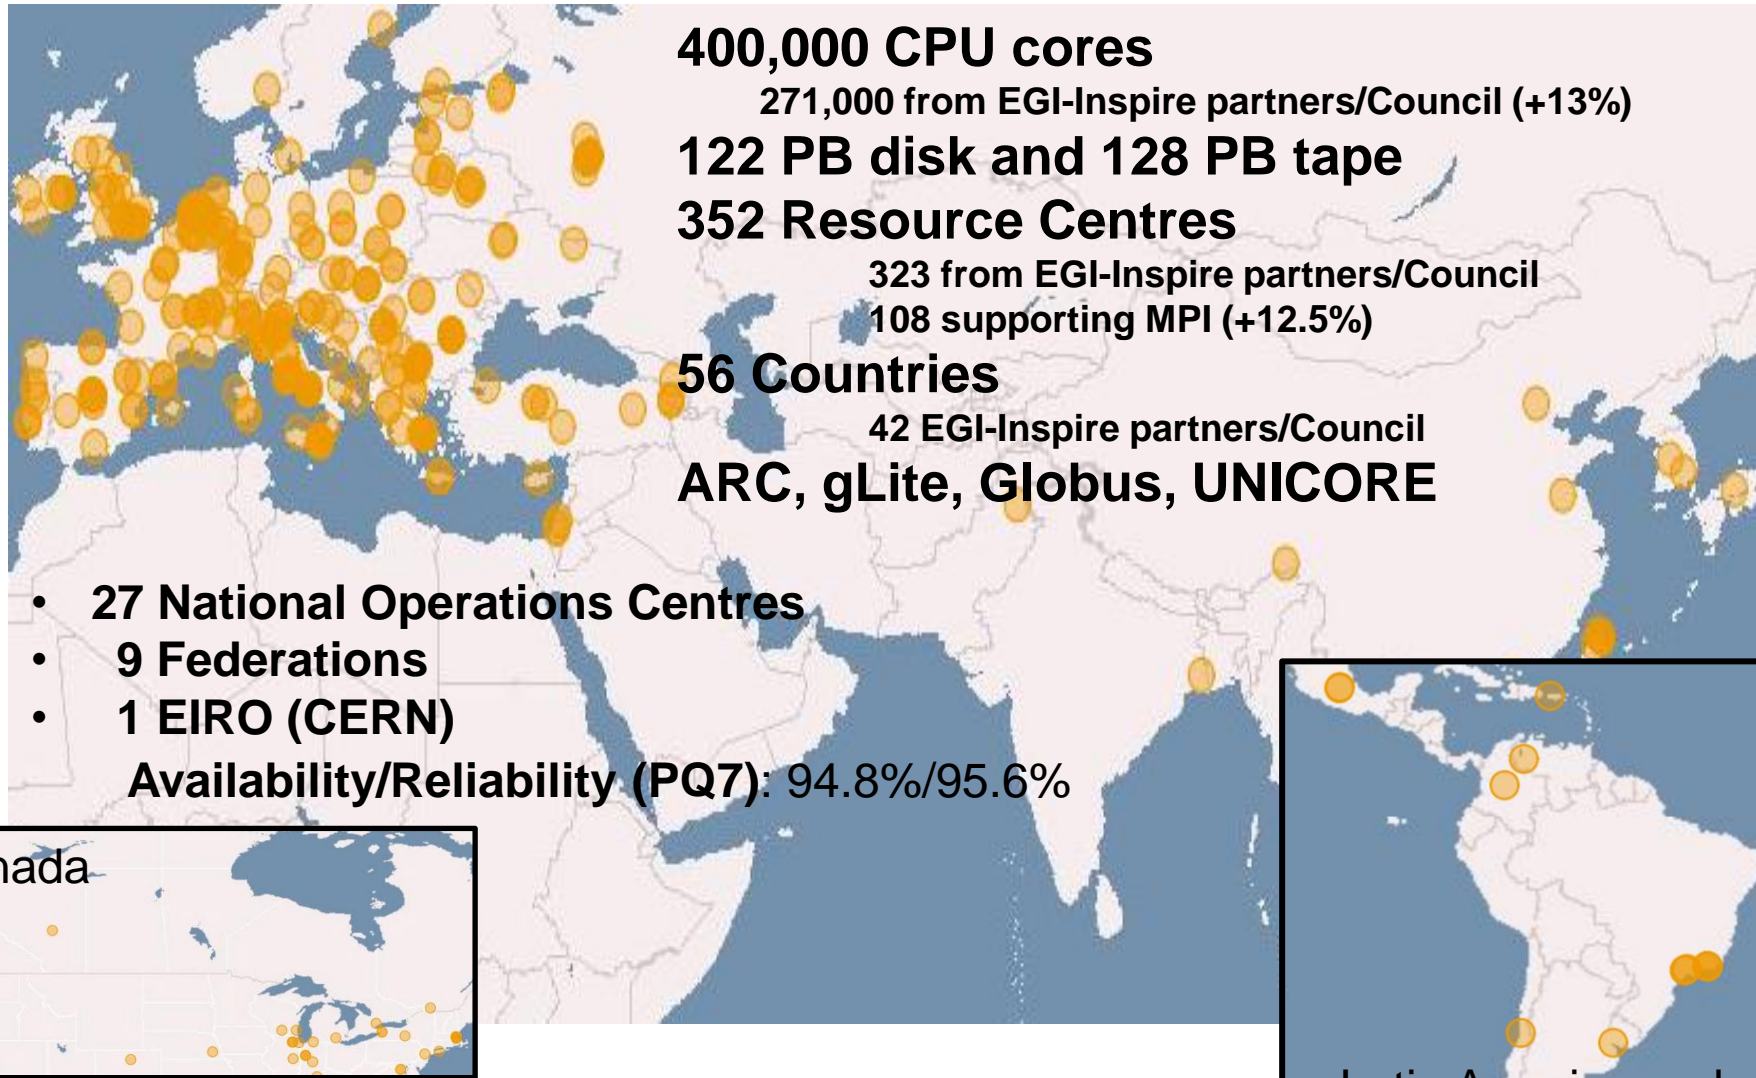 400,000 CPU cores
271,000 from EGI-Inspire partners/Council (+13%)
122 PB disk and 128 PB tape
352 Resource Centres
323 from EGI-Inspire partners/Council
108 supporting MPI (+12.5%)
56 Countries
42 EGI-Inspire partners/Council
ARC, gLite, Globus, UNICORE
• 27 National Operations Centres
• 9 Federations
• 1 EIRO (CERN)
Availability/Reliability (PQ7): 94.8%/95.6%
nada